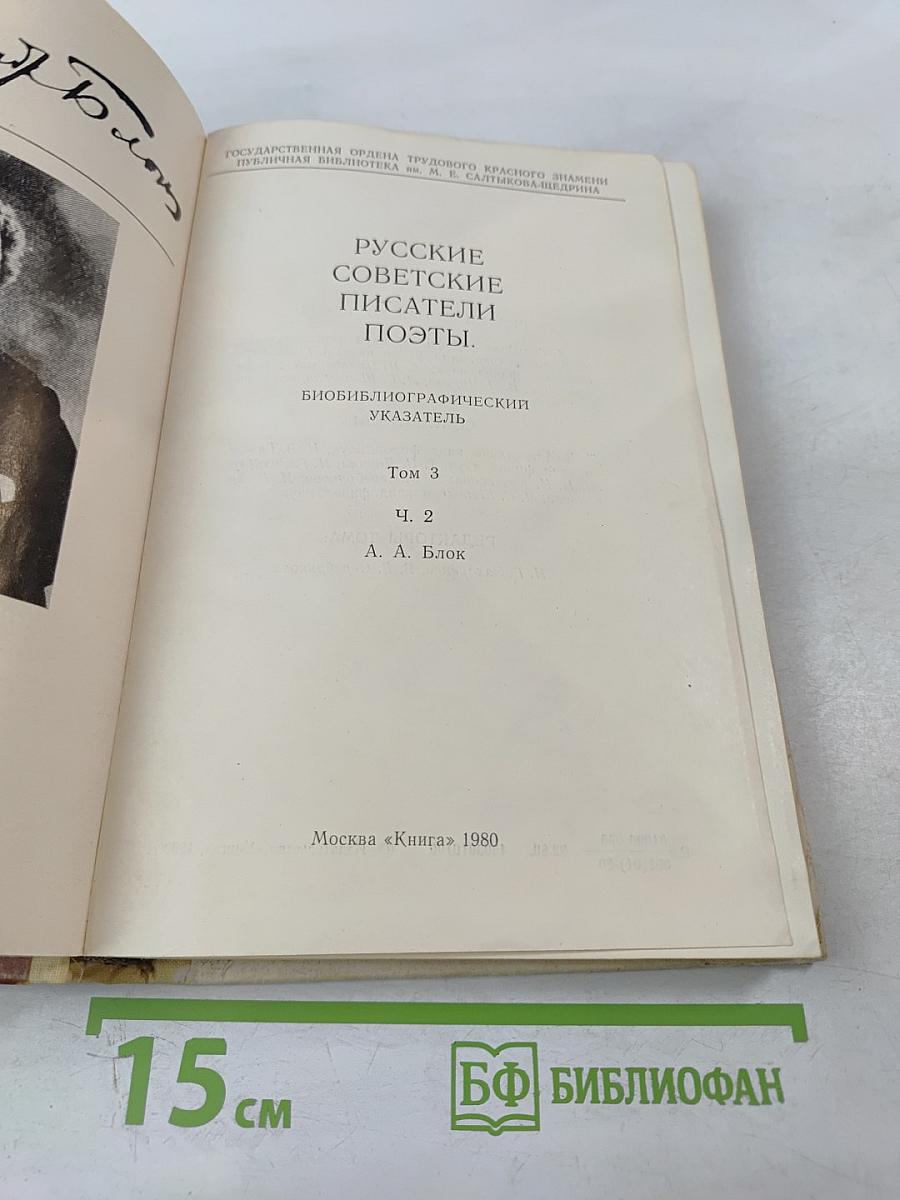 Блок
ГОСУДАРСТВЕННАЯ ОРДЕНА ТРУДОВОГО КРАСНОГО ЗНАМЕНИ
ПУБЛИЧНАЯ БИБЛИОТЕКА им. М. Е. САЛТЫКОВА-ЩЕДРИНА
РУССКИЕ
СОВЕТСКИЕ
ПИСАТЕЛИ
ПОЭТЫ.
БИОБИБЛИОГРАФИЧЕСКИЙ
УКАЗАТЕЛЬ
Том 3
Ч. 2
А. А. Блок
Москва «Книга» 1980
15 см
БФ БИБЛИОФАН